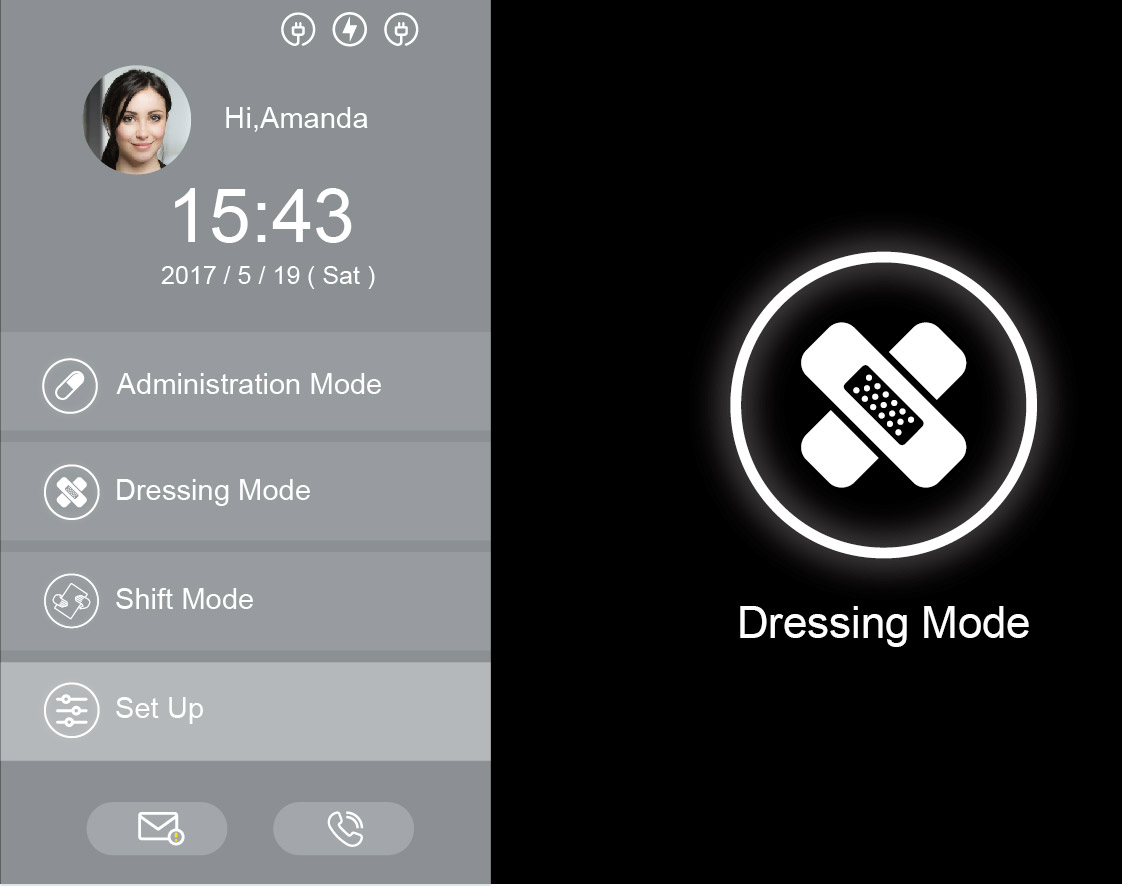 Hi,Amanda
15:43
2017 / 5 / 19 ( Sat )
Administration Mode
Dressing Mode
Shift Mode
Set Up
Dressing Mode